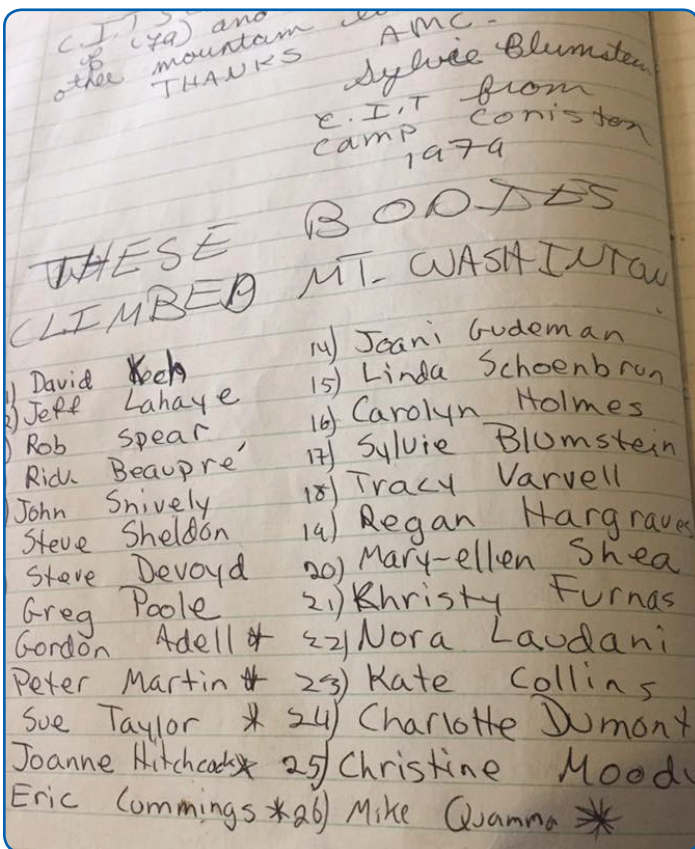 C.I.T.'s
of (79) and
other mountain
THANKS AMC.
Sylvie Blumstein
C.I.T from
camp Coniston
1979
THESE BODIES
CLIMBED MT. WASHINTON
1) David Koch
2) Jeff Lahaye
) Rob Spear
Rick Beaupré
John Snively
Steve Sheldon
Steve Devoyd
Greg Poole
Gordon Adell *
Peter Martin *
Sue Taylor *
Joanne Hitchcock *
Eric Cummings *
14) Joani Gudeman
15) Linda Schoenbrun
16) Carolyn Holmes
17) Sylvie Blumstein
18) Tracy Varvell
19) Regan Hargraves
20) Mary-ellen Shea
21) Khristy Furnas
22) Nora Laudani
23) Kate Collins
24) Charlotte Dumont
25) Christine Moody
26) Mike Quamma *